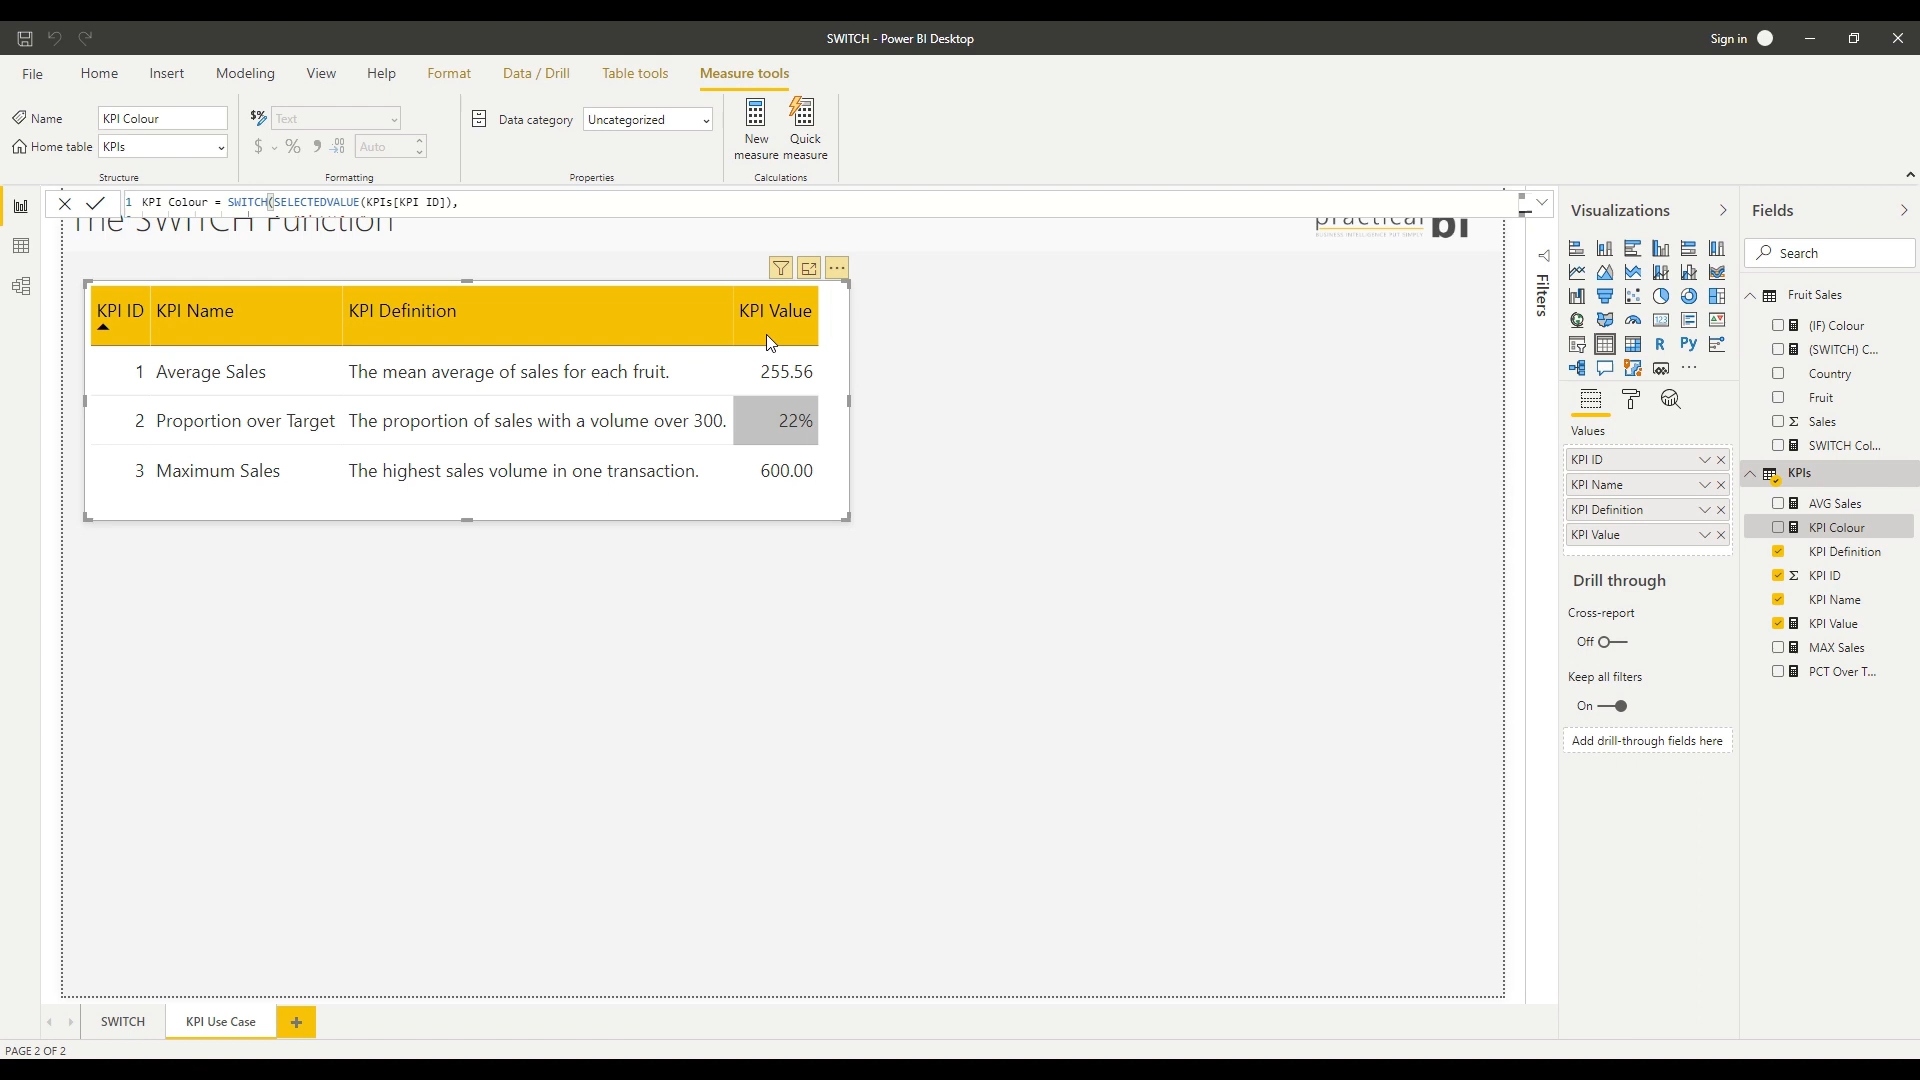 SWITCH - Power BI Desktop
Sign in
File Home Insert Modeling View Help Format Data / Drill Table tools Measure tools
Name KPI Colour
Home table KPIs
Structure
Text
$ % Auto
Formatting
Data category Uncategorized
Properties
New measure
Quick measure
Calculations
1 KPI Colour = SWITCH(SELECTEDVALUE(KPIs[KPI ID]),
The SWITCH Function
practical bi
KPI ID KPI Name KPI Definition KPI Value
1 Average Sales The mean average of sales for each fruit. 255.56
2 Proportion over Target The proportion of sales with a volume over 300. 22%
3 Maximum Sales The highest sales volume in one transaction. 600.00
Filters
Visualizations
R Py
Values
KPI ID
KPI Name
KPI Definition
KPI Value
Drill through
Cross-report
Off
Keep all filters
On
Add drill-through fields here
Fields
Search
Fruit Sales
(IF) Colour
(SWITCH) C...
Country
Fruit
Σ Sales
SWITCH Col...
KPIs
AVG Sales
KPI Colour
KPI Definition
Σ KPI ID
KPI Name
KPI Value
MAX Sales
PCT Over T...
SWITCH KPI Use Case +
PAGE 2 OF 2